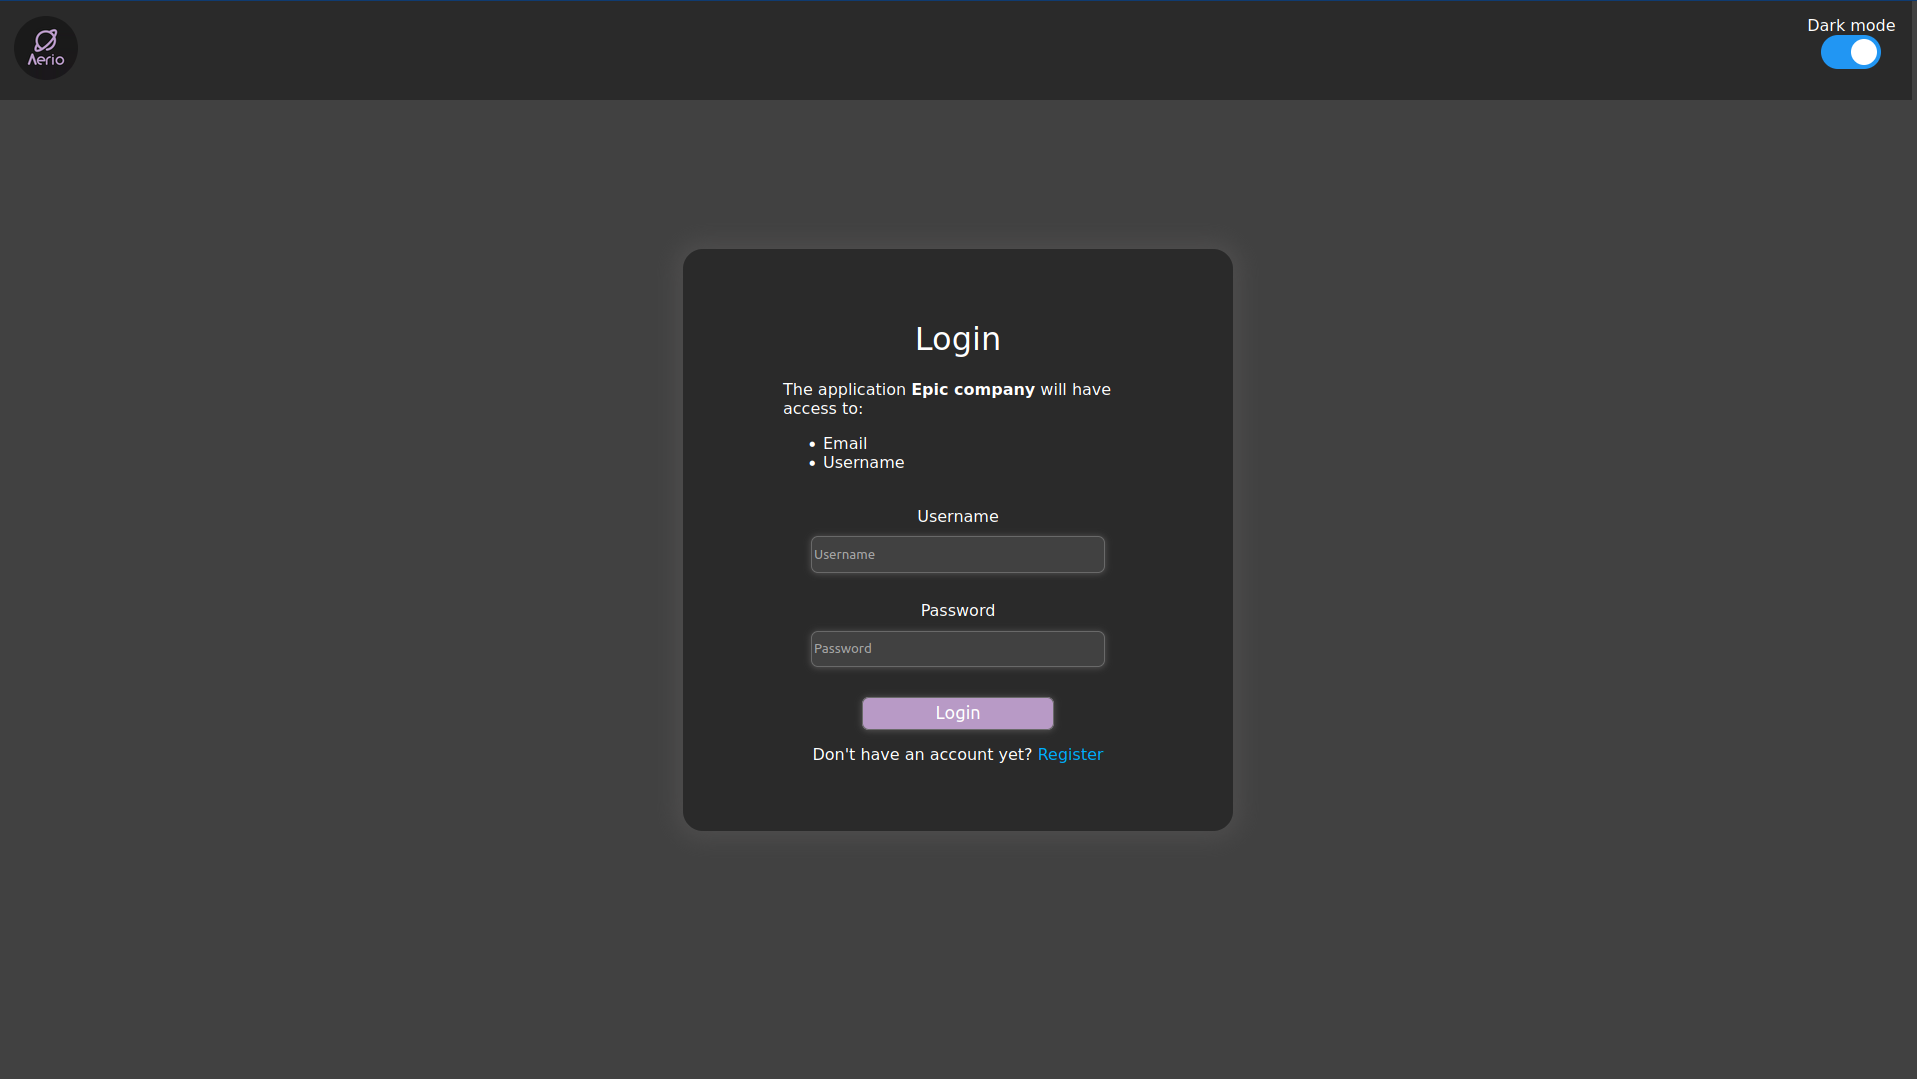 Aerio
Dark mode
Login
The application Epic company will have
access to:
• Email
• Username
Username
Username
Password
Password
Login
Don't have an account yet? Register